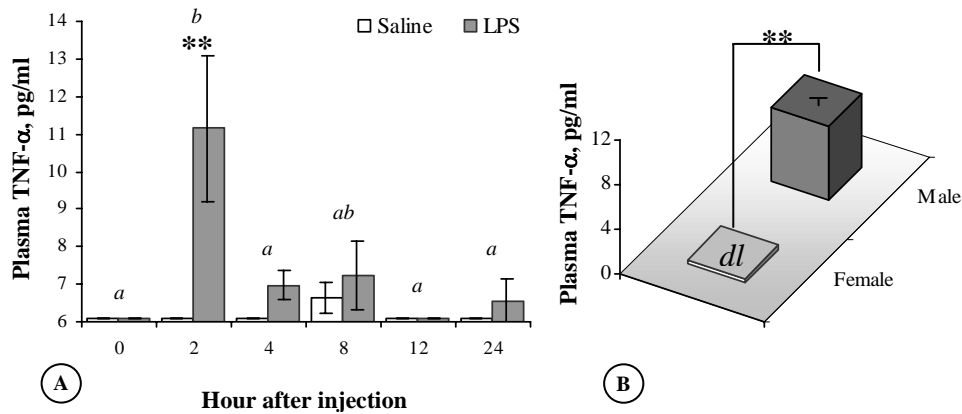 Plasma TNF-α, pg/ml
14
13
12
11
10
9
8
7
6
Saline LPS
b
**
a
a
ab
a
a
0 2 4 8 12 24
Hour after injection
A
Plasma TNF-α, pg/ml
12
8
4
0
**
dl
Male
Female
B